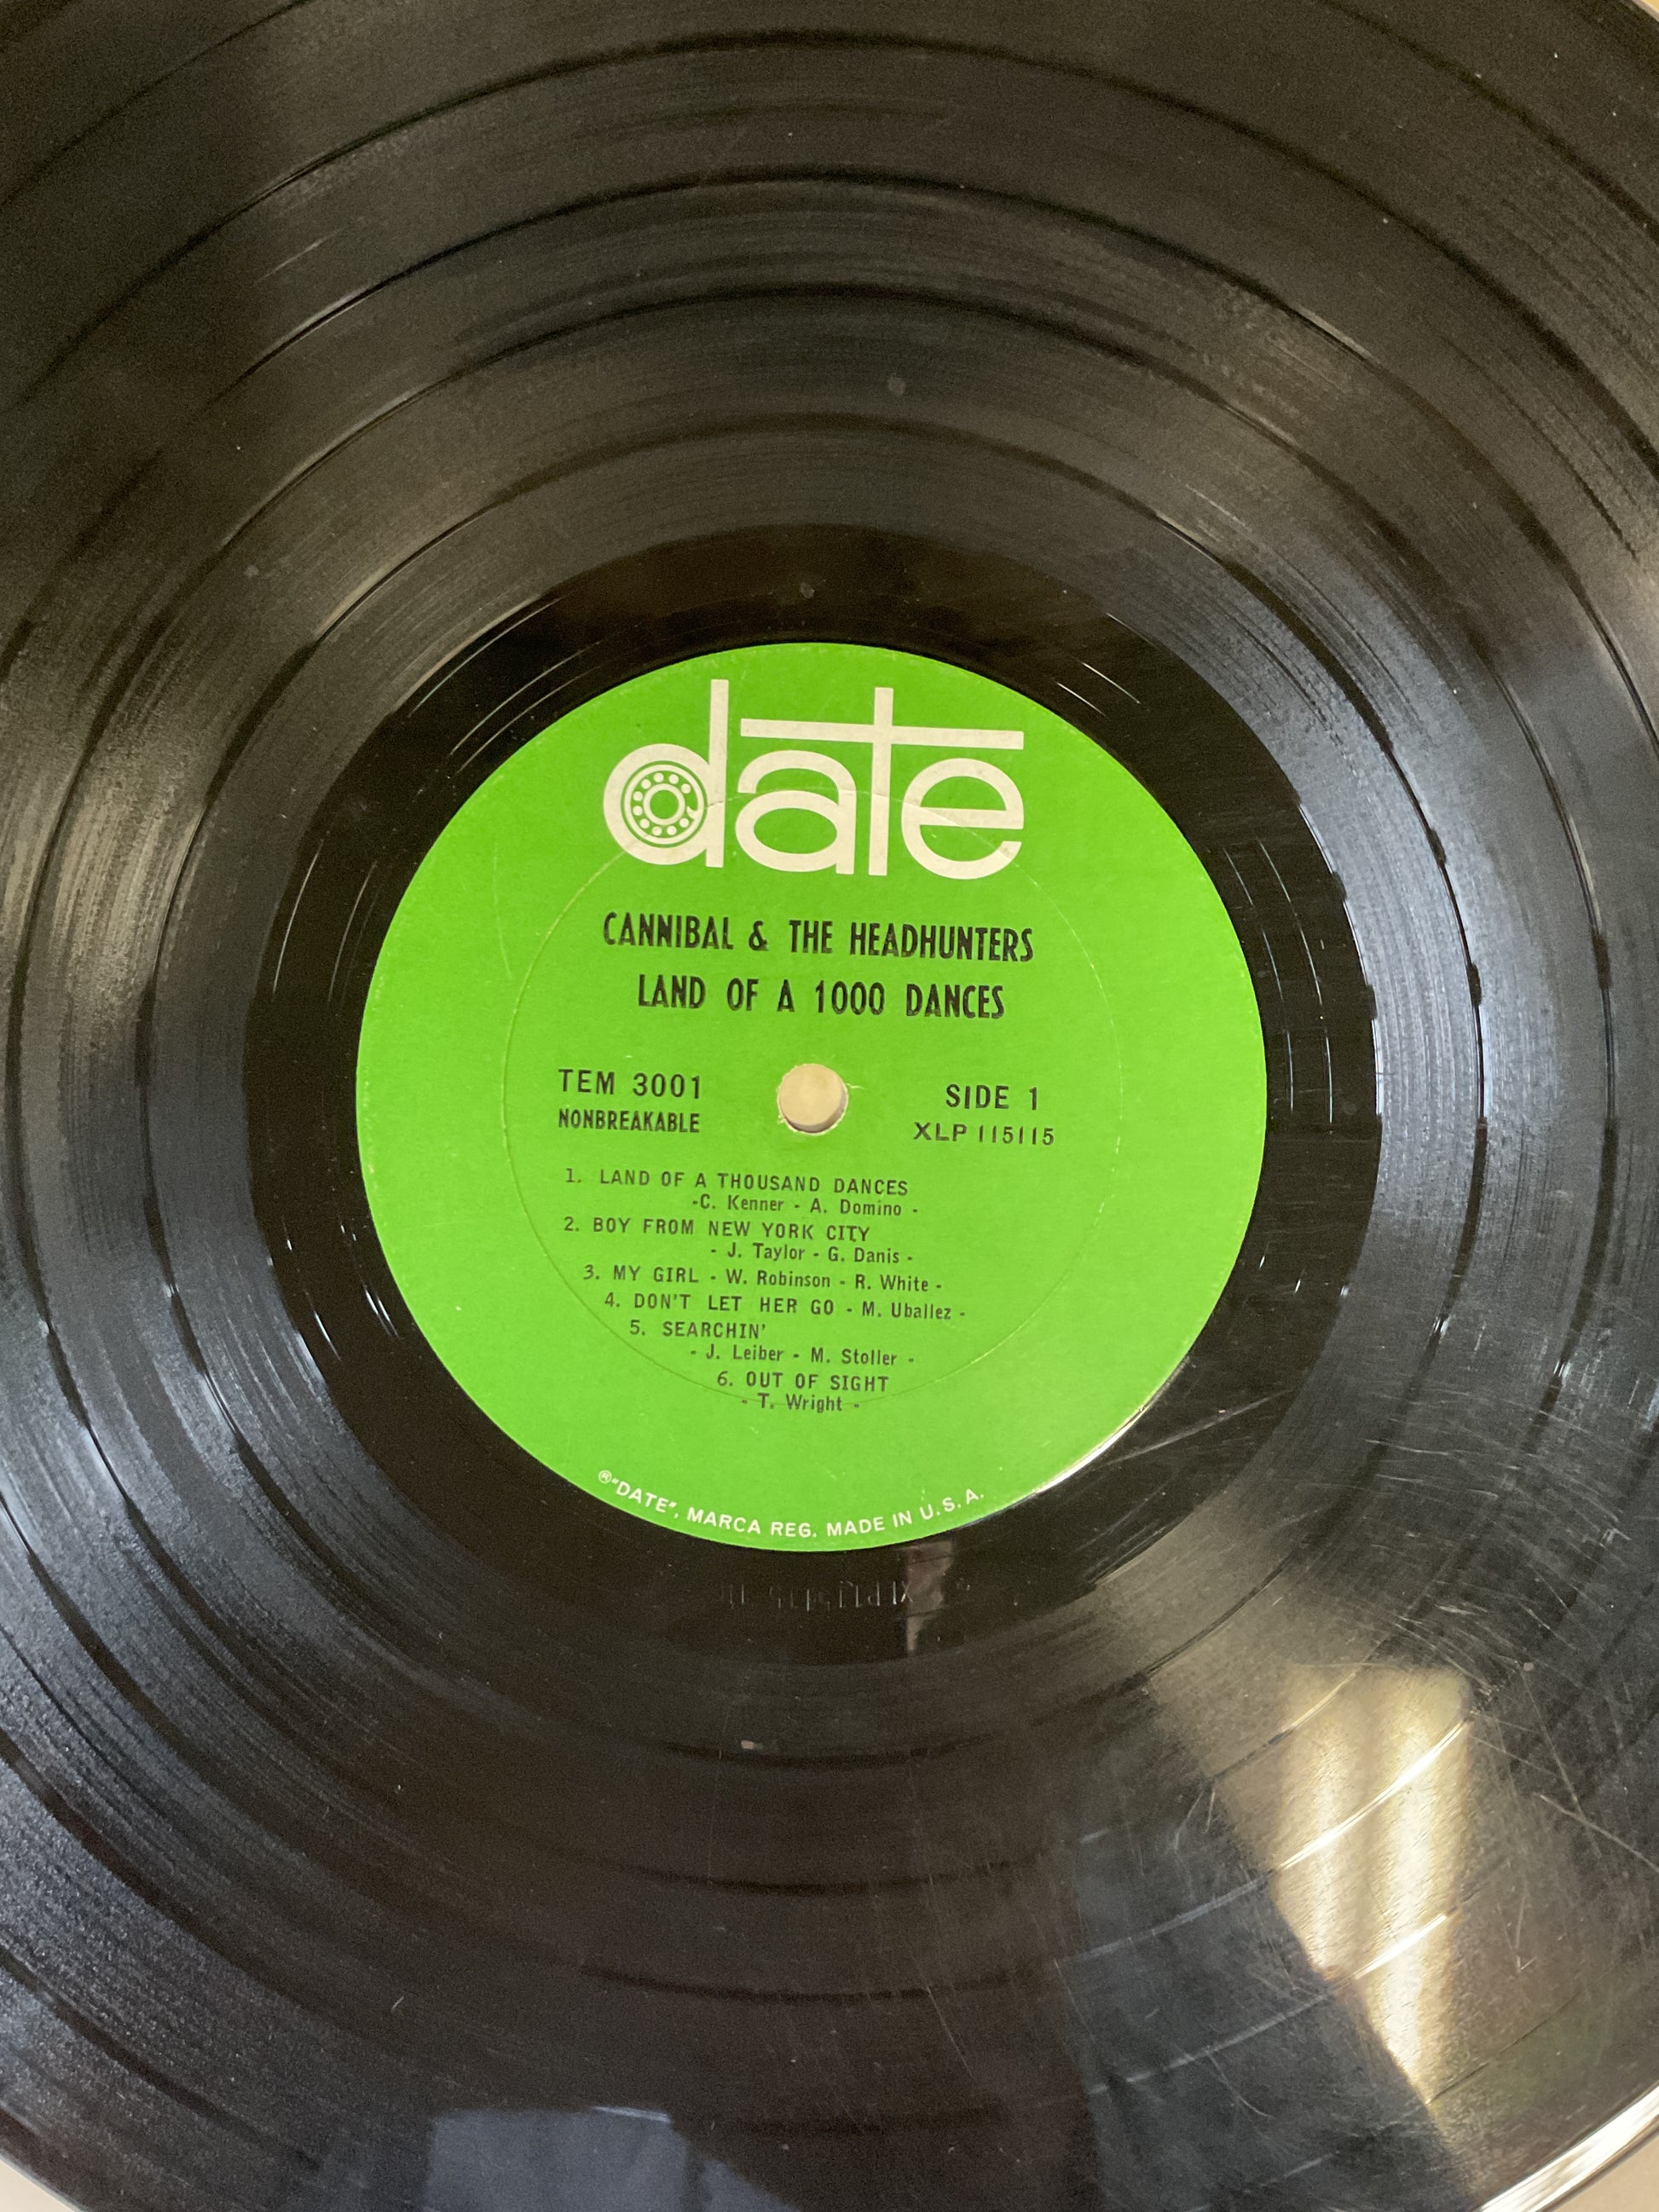 date
CANNIBAL & THE HEADHUNTERS
LAND OF A 1000 DANCES
TEM 3001
NONBREAKABLE
SIDE 1
XLP 115115
1. LAND OF A THOUSAND DANCES
-C. Kenner - A. Domino -
2. BOY FROM NEW YORK CITY
- J. Taylor - G. Danis -
3. MY GIRL - W. Robinson - R. White -
4. DON'T LET HER GO - M. Uballez -
5. SEARCHIN'
- J. Leiber - M. Stoller -
6. OUT OF SIGHT
- T. Wright -
®"DATE", MARCA REG. MADE IN U.S.A.